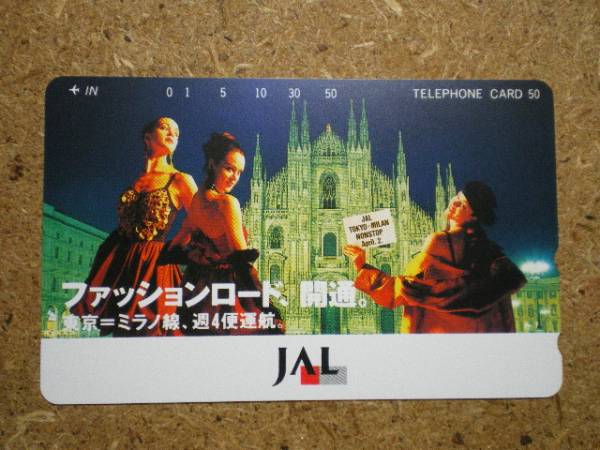 IN 0 1 5 10 30 50 TELEPHONE CARD 50
JAL
TOKYO-MILAN
NONSTOP
April. 2.
ファッションロード、開通。
東京=ミラノ線、週4便運航。
JAL